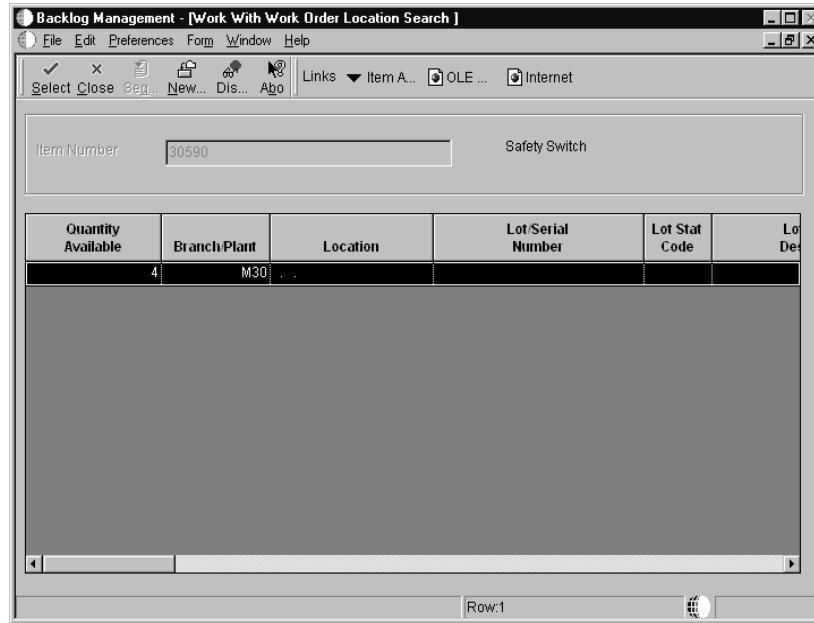 Backlog Management - [Work With Work Order Location Search ]
File Edit Preferences Form Window Help
Select Close Seq... New... Dis... Abo Links Item A... OLE ... Internet
Item Number 30590 Safety Switch
Quantity Available Branch/Plant Location Lot/Serial Number Lot Stat Code Lo Des
4 M30 . .
Row:1